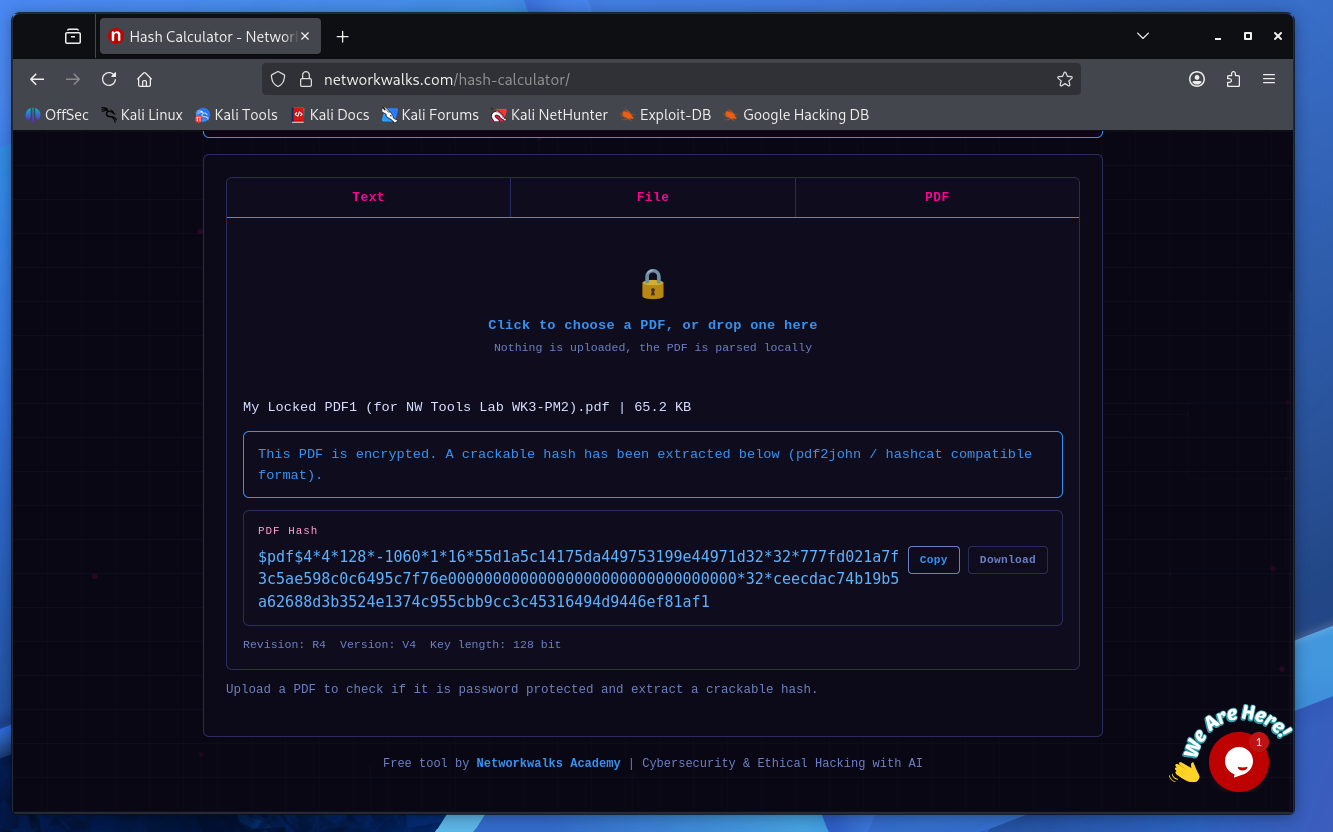 Hash Calculator - Networ
networkwalks.com/hash-calculator/
OffSec Kali Linux Kali Tools Kali Docs Kali Forums Kali NetHunter Exploit-DB Google Hacking DB
Text File PDF
Click to choose a PDF, or drop one here
Nothing is uploaded, the PDF is parsed locally
My Locked PDF1 (for NW Tools Lab WK3-PM2).pdf | 65.2 KB
This PDF is encrypted. A crackable hash has been extracted below (pdf2john / hashcat compatible
format).
PDF Hash
$pdf$4*4*128*-1060*1*16*55d1a5c14175da449753199e44971d32*32*777fd021a7f
3c5ae598c0c6495c7f76e00000000000000000000000000000000*32*ceecdac74b19b5
a62688d3b3524e1374c955cbb9cc3c45316494d9446ef81af1
Copy Download
Revision: R4 Version: V4 Key length: 128 bit
Upload a PDF to check if it is password protected and extract a crackable hash.
We Are Here!
1
Free tool by Networkwalks Academy | Cybersecurity & Ethical Hacking with AI